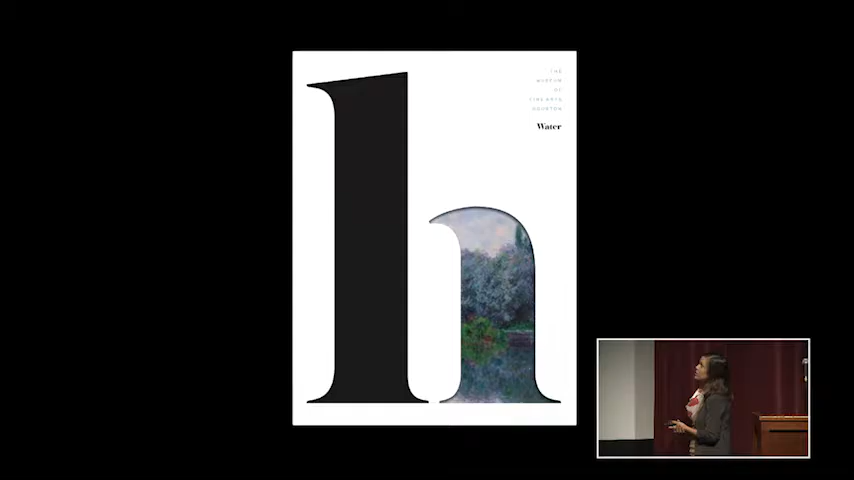 h
THE
MUSEUM
OF
FINE ARTS
HOUSTON
Water